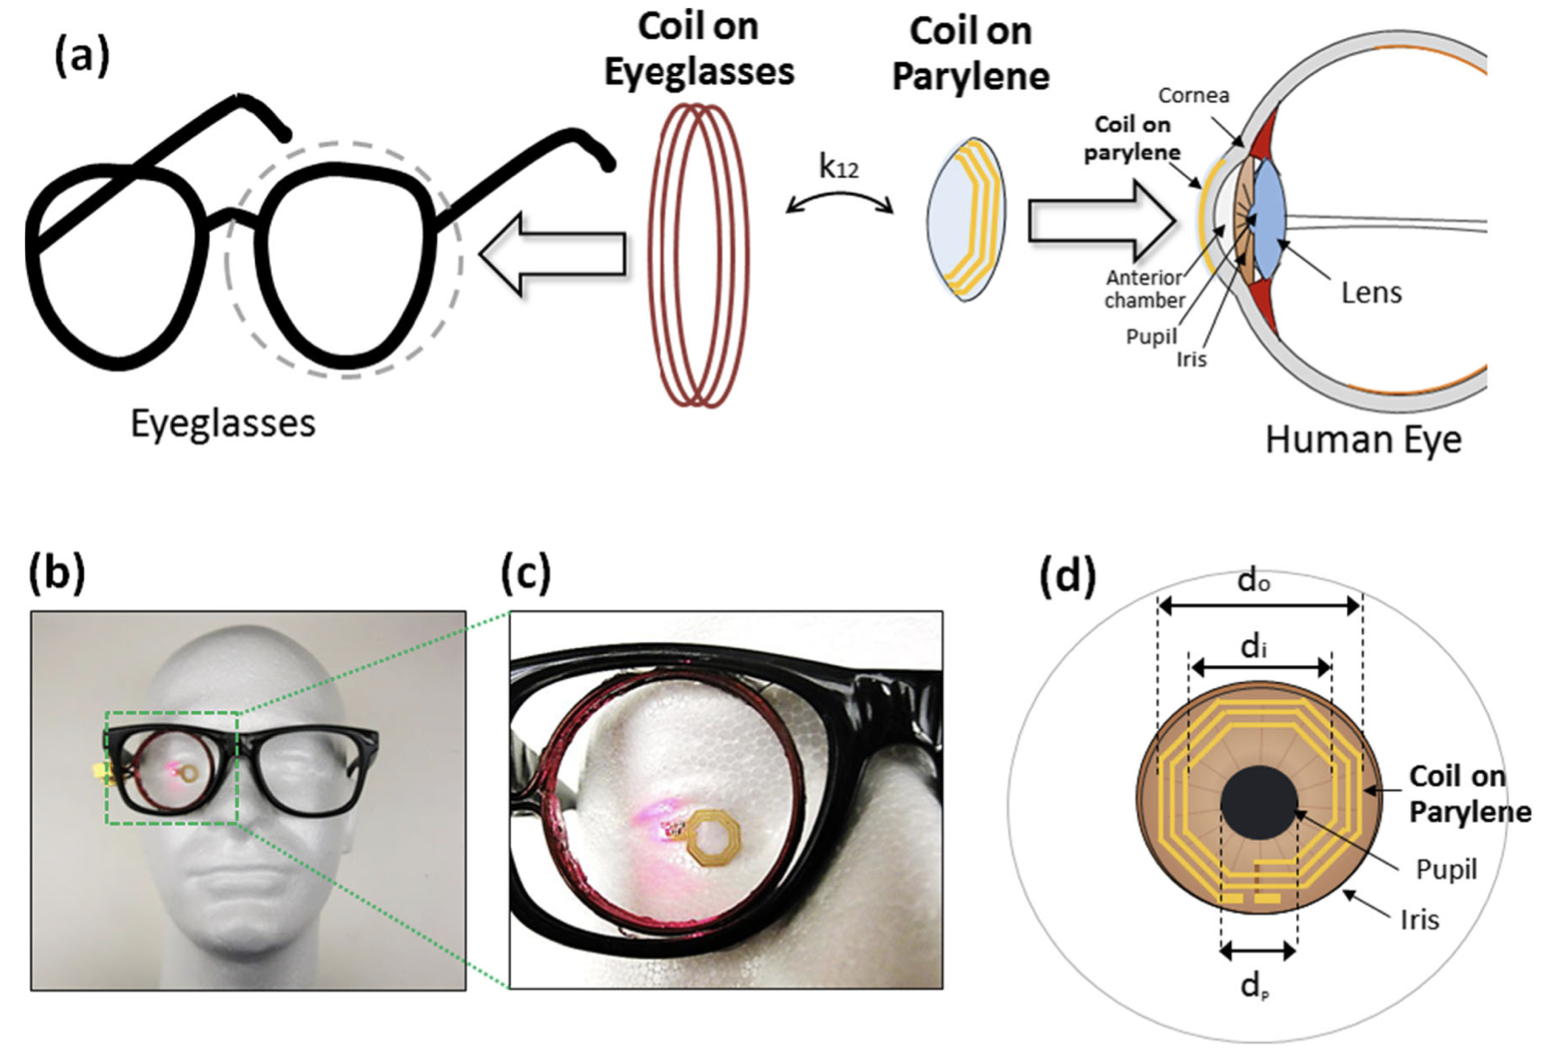 (a)
Coil on
Eyeglasses
Coil on
Parylene
k12
Cornea
Coil on
parylene
Anterior
chamber
Pupil
Iris
Lens
Eyeglasses
Human Eye
(b)
(c)
(d)
do
di
Coil on
Parylene
Pupil
Iris
dP